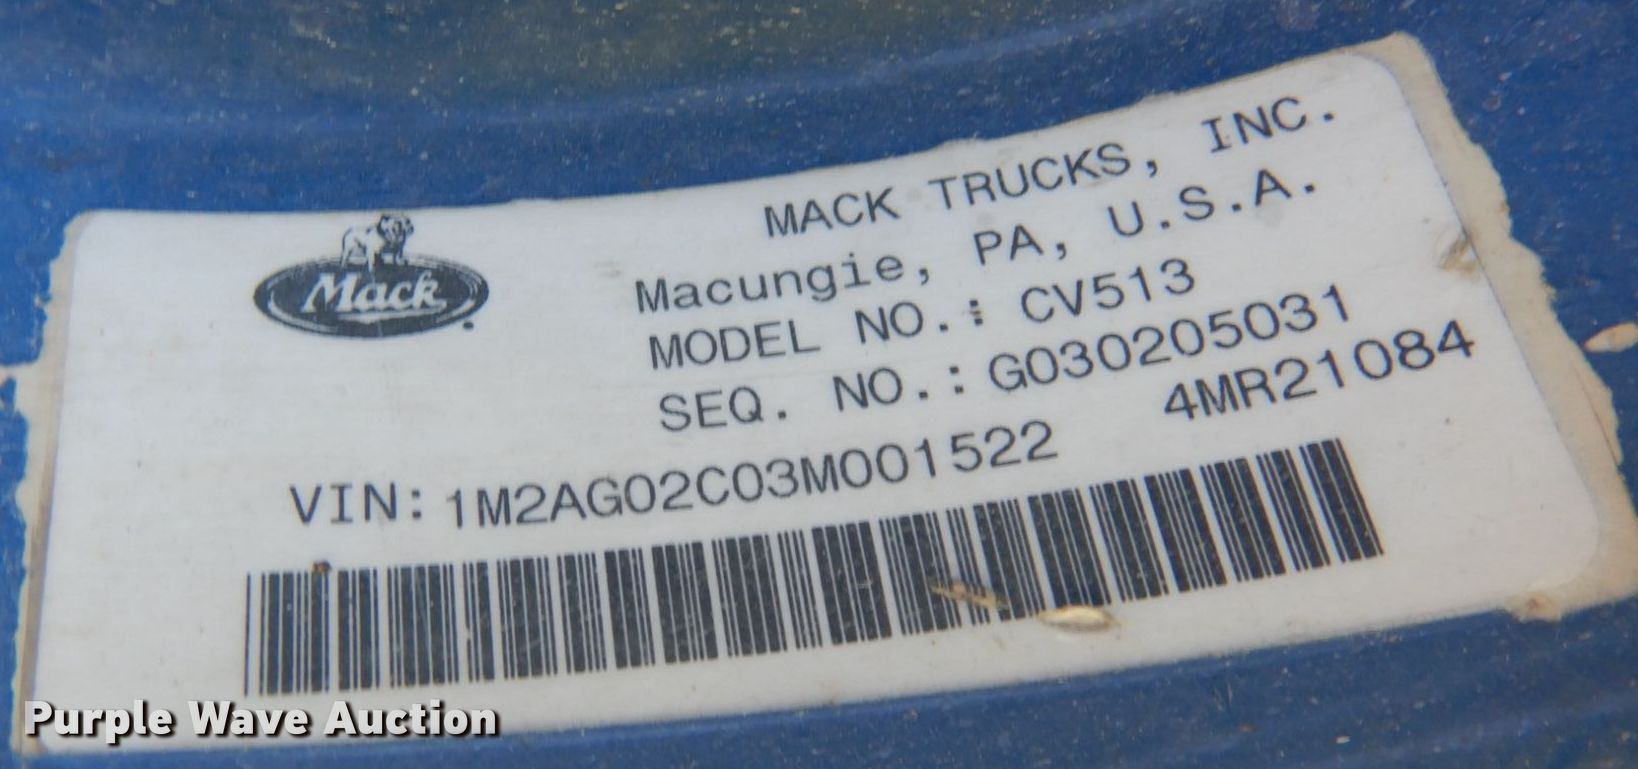 MACK TRUCKS, INC.
Mack
Macungie, PA, U.S.A.
MODEL NO.: CV513
SEQ. NO.: G030205031
4MR21084
VIN: 1M2AG02C03M001522
Purple Wave Auction